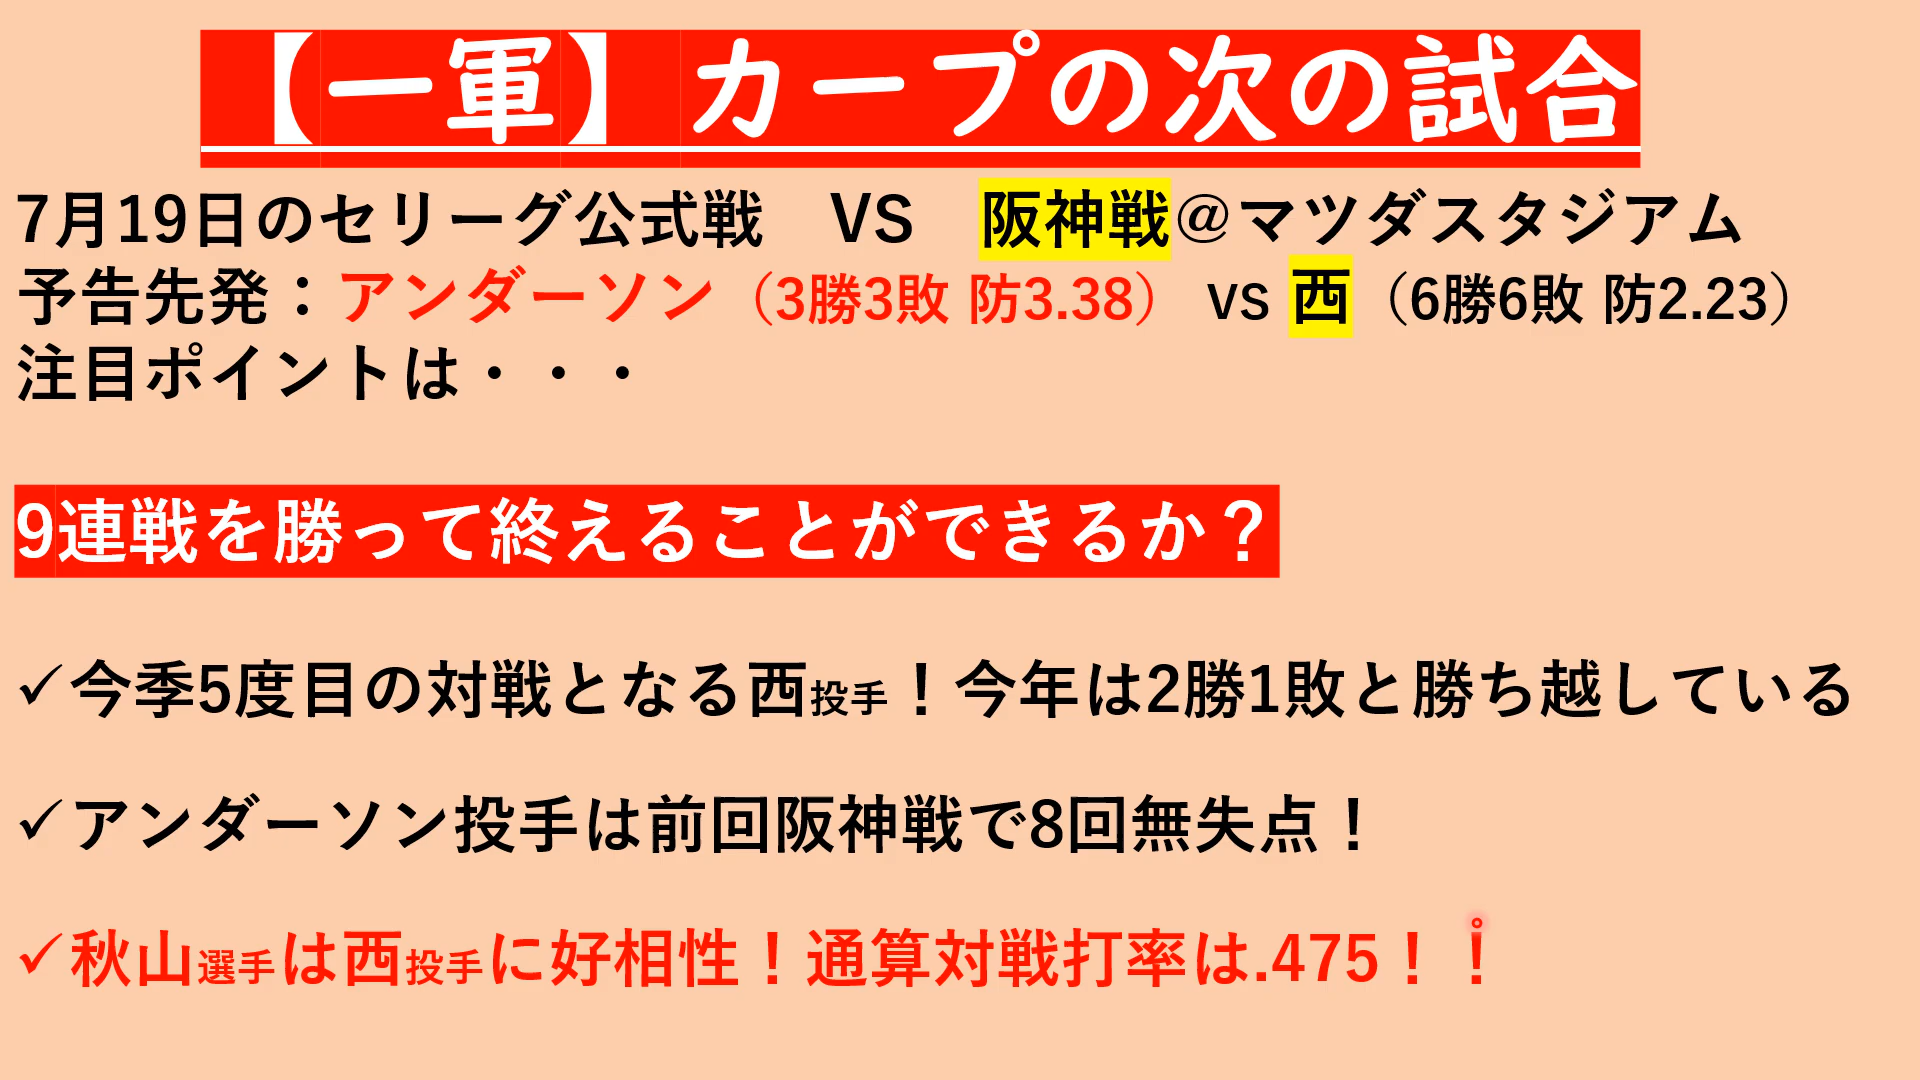 【一軍】カープの次の試合
7月19日のセリーグ公式戦　VS　阪神戦@マツダスタジアム
予告先発：アンダーソン（3勝3敗 防3.38） VS 西（6勝6敗 防2.23）
注目ポイントは・・・
9連戦を勝って終えることができるか？
✓今季5度目の対戦となる西投手！今年は2勝1敗と勝ち越している
✓アンダーソン投手は前回阪神戦で8回無失点！
✓秋山選手は西投手に好相性！通算対戦打率は.475！！